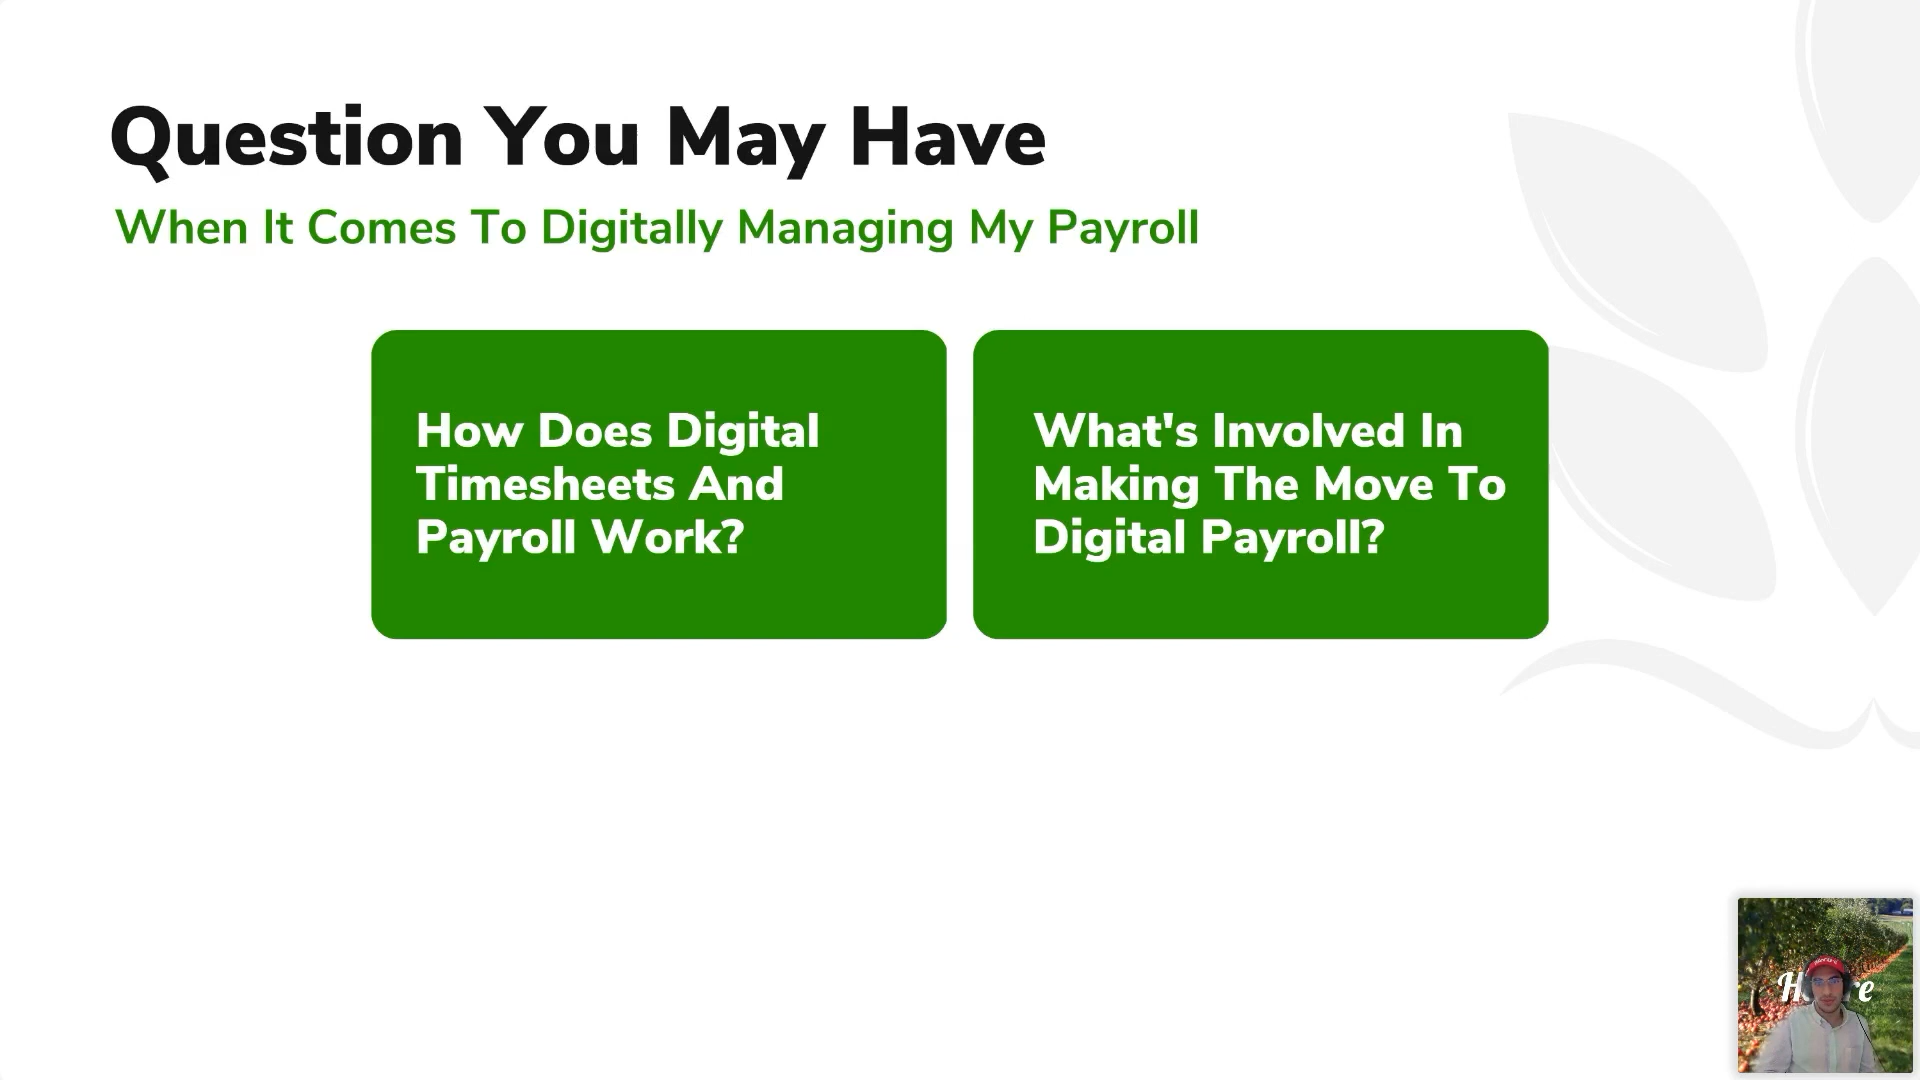 Question You May Have
When It Comes To Digitally Managing My Payroll
How Does Digital
Timesheets And
Payroll Work?
What's Involved In
Making The Move To
Digital Payroll?